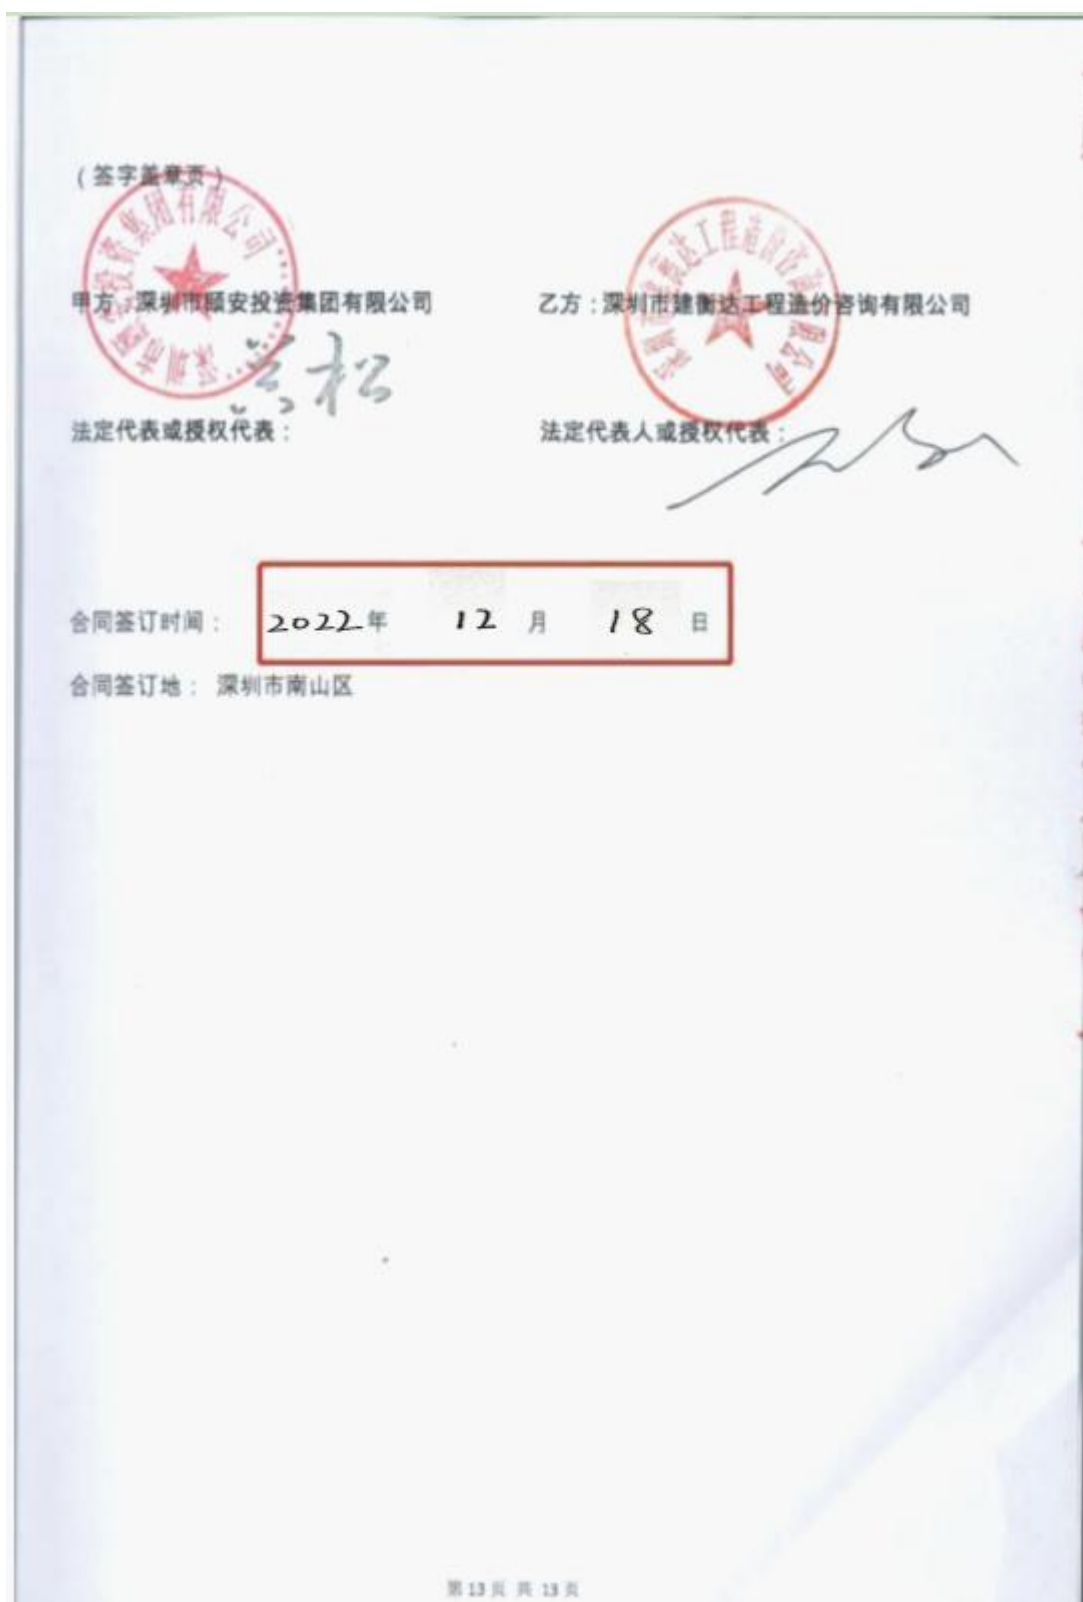 （签字盖章页）
甲方：深圳市颐安投资集团有限公司
乙方：深圳市建衡达工程造价咨询有限公司
法定代表或授权代表：
法定代表人或授权代表：
合同签订时间： 2022年 12 月 18 日
合同签订地： 深圳市南山区
第 13 页 共 13 页